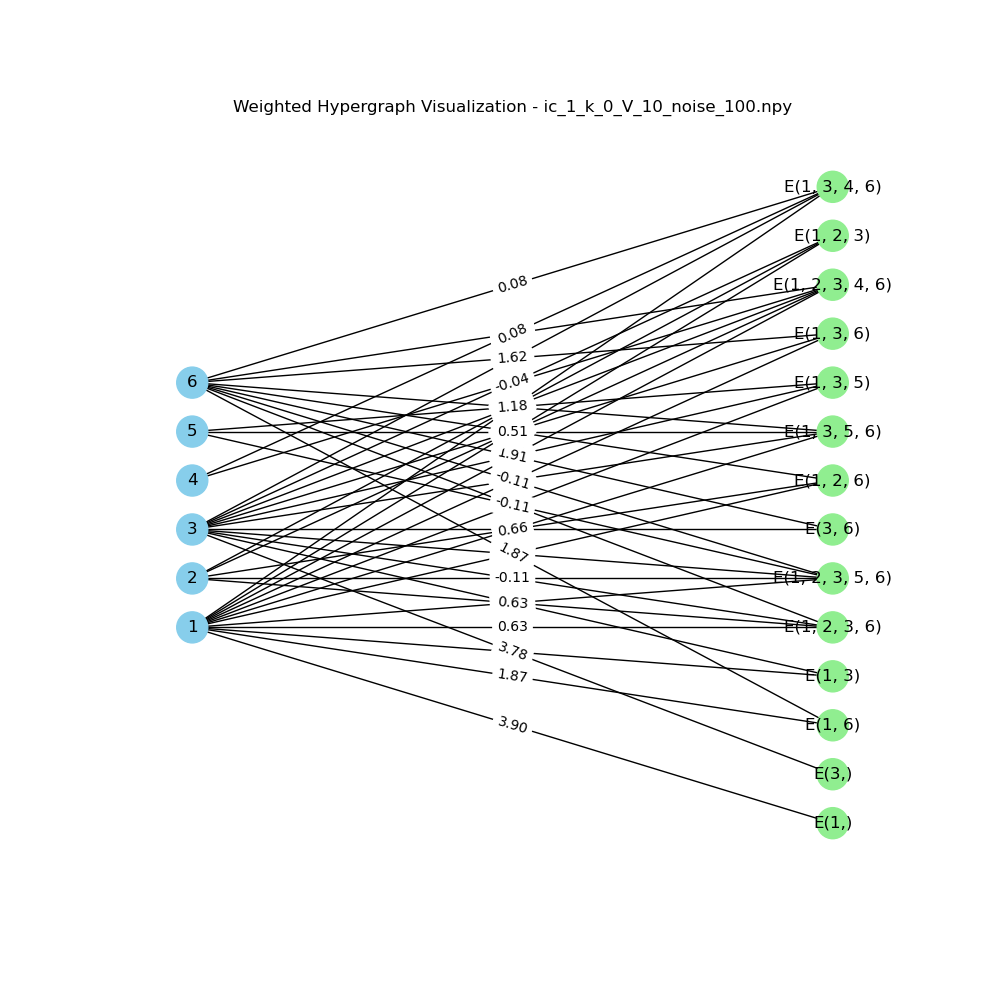 Weighted Hypergraph Visualization - ic_1_k_0_V_10_noise_100.npy
E(1, 3, 4, 6)
E(1, 2, 3)
E(1, 2, 3, 4, 6)
E(1, 3, 6)
E(1, 3, 5)
E(1, 3, 5, 6)
E(1, 2, 6)
E(3, 6)
E(1, 2, 3, 5, 6)
E(1, 2, 3, 6)
E(1, 3)
E(1, 6)
E(3,)
E(1,)
6
5
4
3
2
1
0.08
0.08
1.62
-0.04
1.18
0.51
1.91
-0.11
-0.11
0.66
1.87
-0.11
0.63
0.63
3.78
1.87
3.90